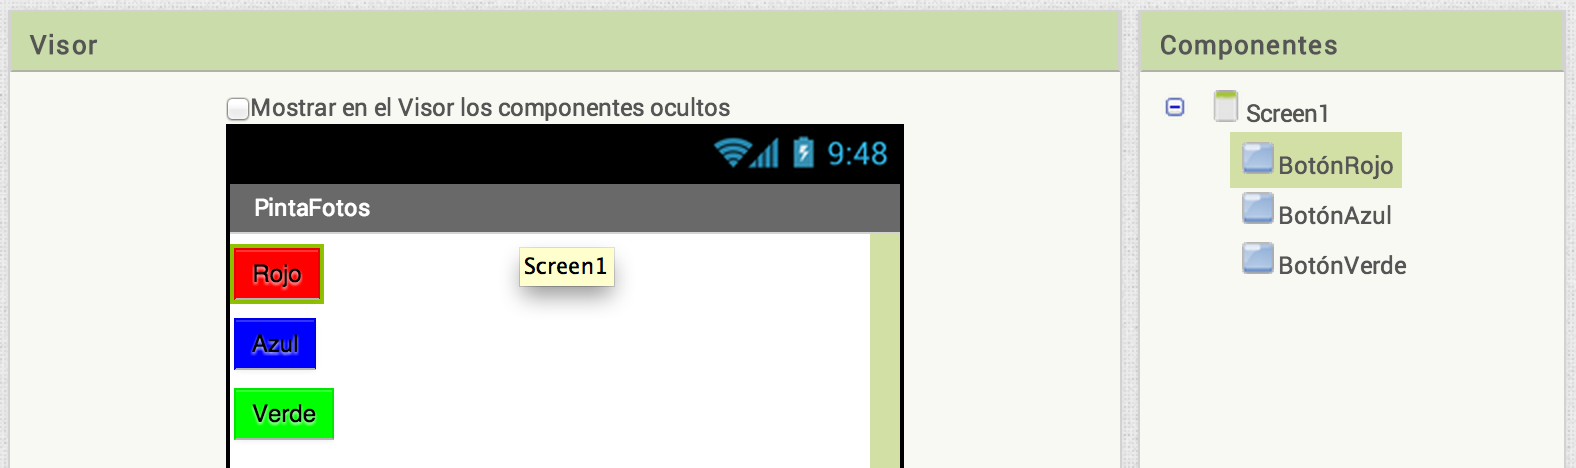 Visor
Mostrar en el Visor los componentes ocultos
9:48
PintaFotos
Rojo
Screen1
Azul
Verde
Componentes
Screen1
BotónRojo
BotónAzul
BotónVerde